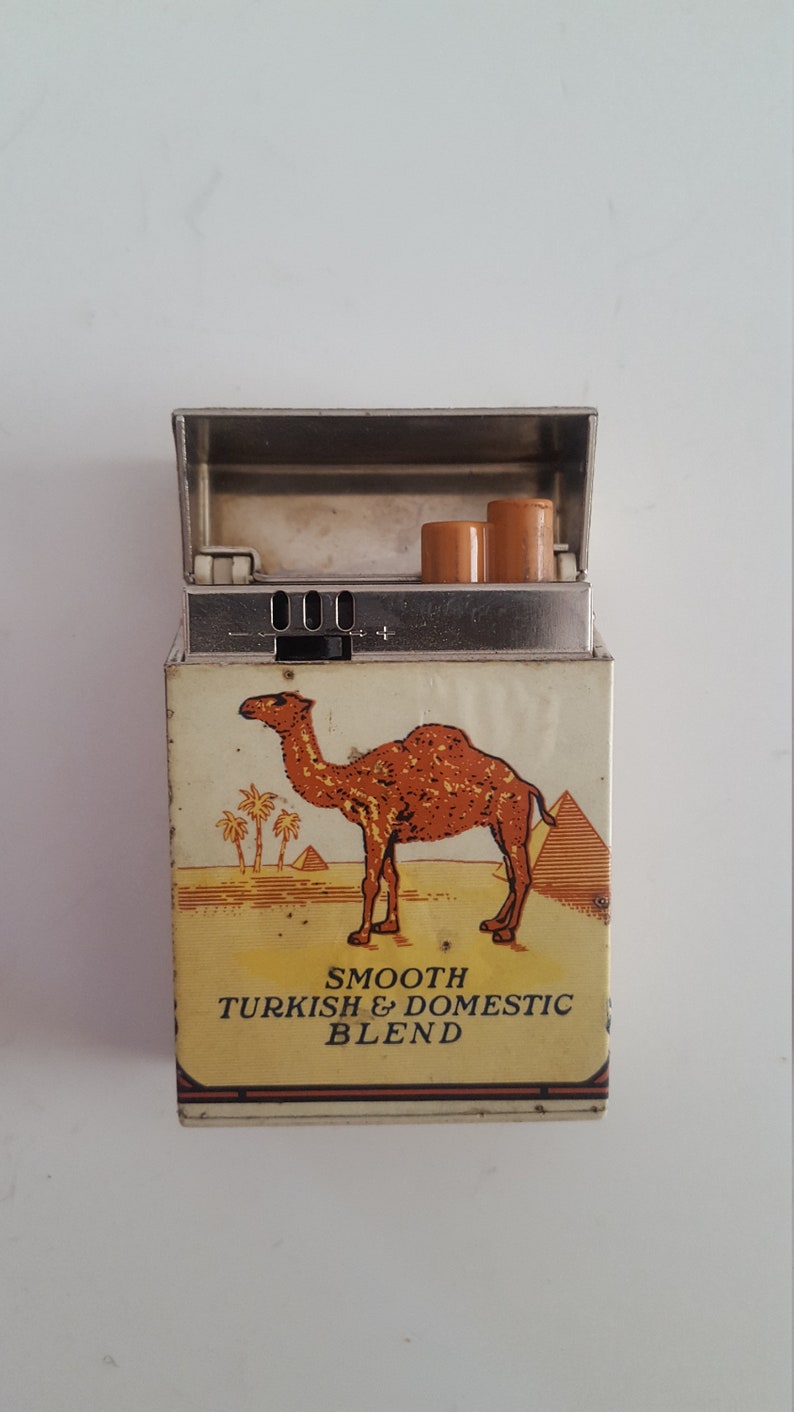 - +
SMOOTH
TURKISH & DOMESTIC
BLEND